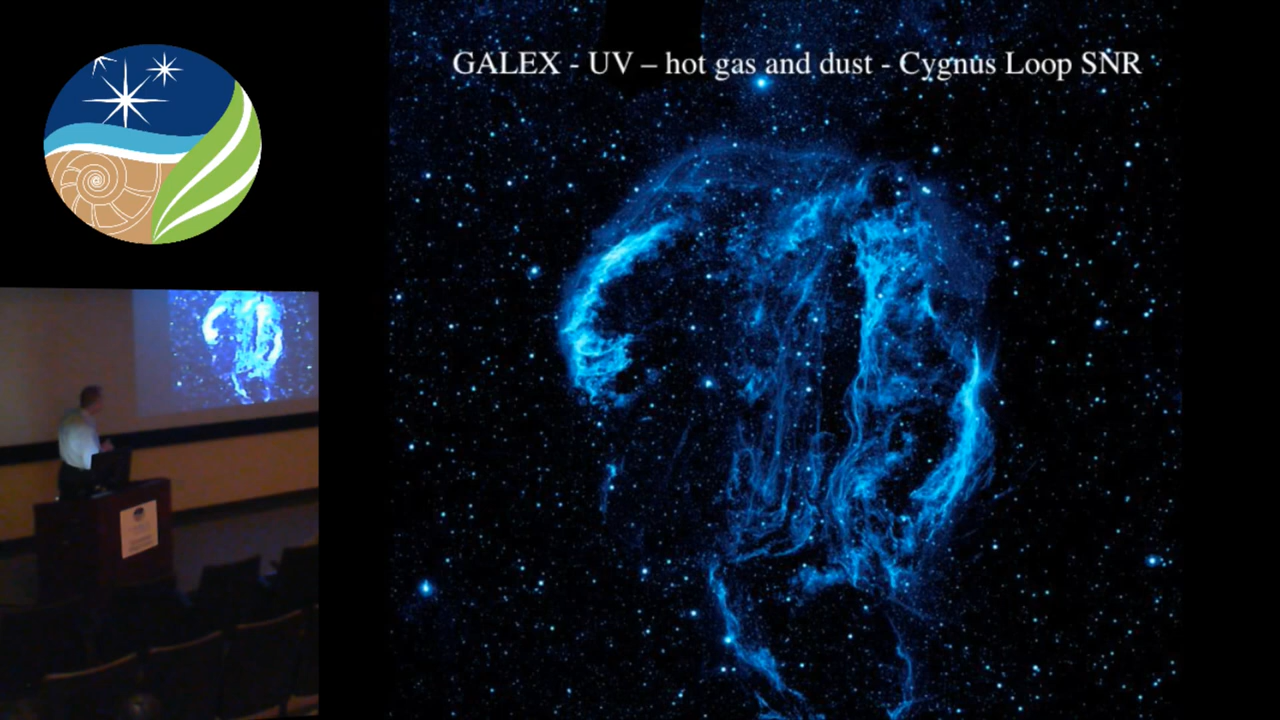 GALEX - UV – hot gas and dust - Cygnus Loop SNR